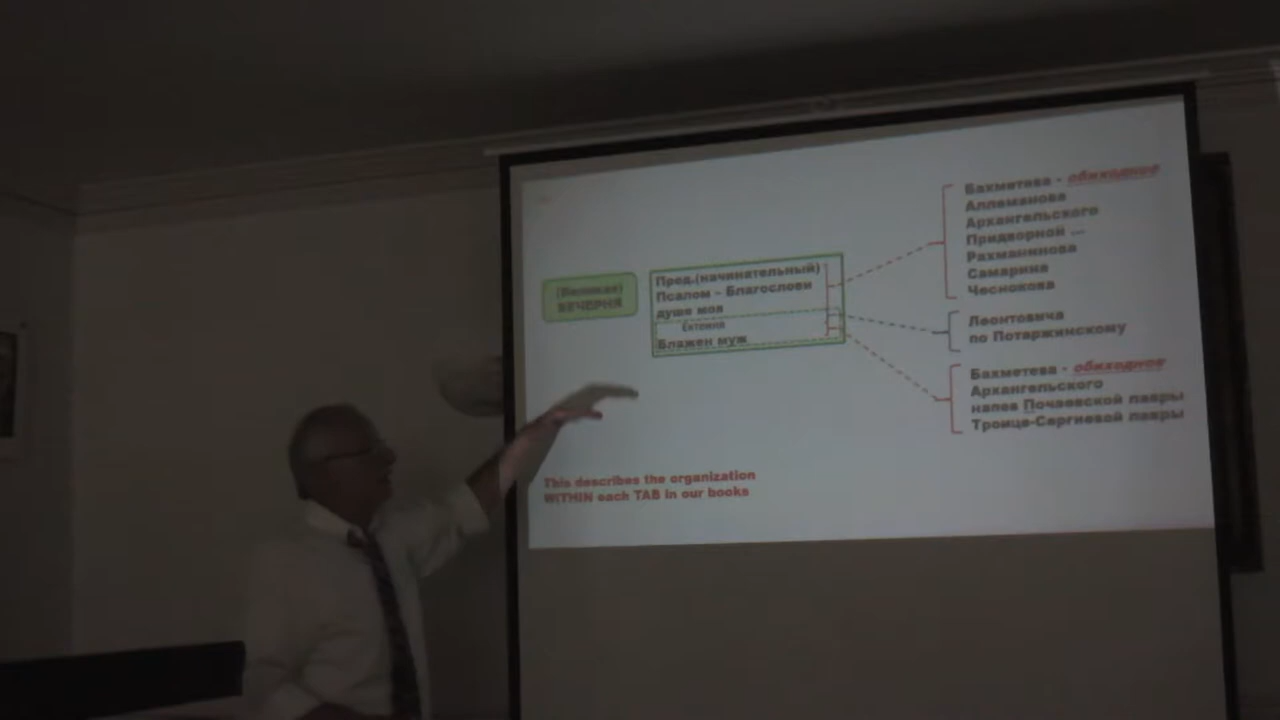 (Великая)
ВЕЧЕРНЯ
Пред.(начинательный)
Псалом - Благослови
душе моя
Блажен муж
Бахметева - обиходное
Аллеманова
Архангельского
Придворной
Рахманинова
Самарина
Чеснокова
Леонтовича
по Потаржинскому
Бахметева - обиходное
Архангельского
напев Почаевской лавры
Троице-Сергиевой лавры
This describes the organization
WITHIN each TAB in our books